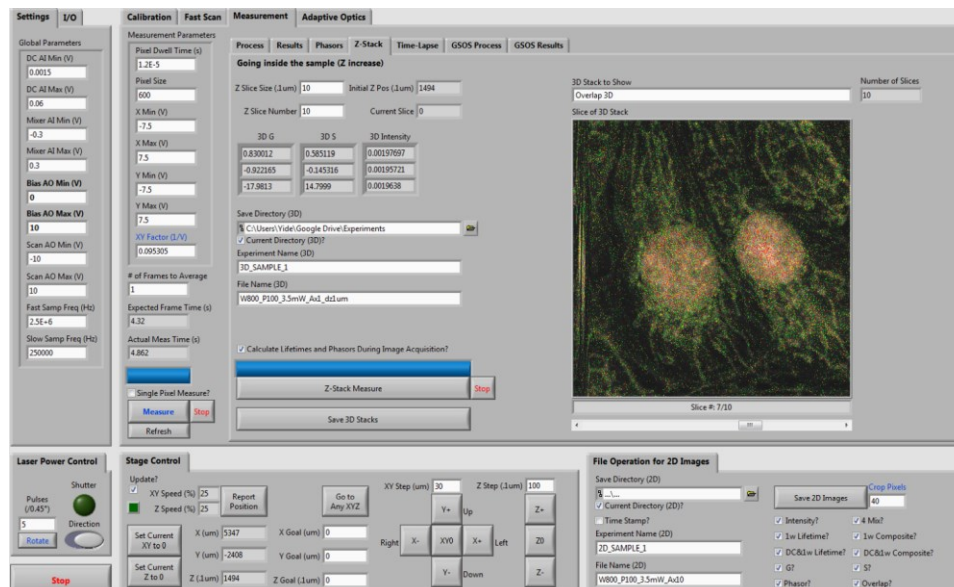 Settings I/O
Global Parameters
DC AI Min (V)
0.0015
DC AI Max (V)
0.06
Mixer AI Min (V)
-0.3
Mixer AI Max (V)
0.3
Bias AO Min (V)
0
Bias AO Max (V)
10
Scan AO Min (V)
-10
Scan AO Max (V)
10
Fast Samp Freq (Hz)
2.5E+6
Slow Samp Freq (Hz)
250000
Calibration Fast Scan Measurement Adaptive Optics
Measurement Parameters
Pixel Dwell Time (s)
1.2E-5
Pixel Size
600
X Min (V)
-7.5
X Max (V)
7.5
Y Min (V)
-7.5
Y Max (V)
7.5
XY Factor (1/V)
0.095305
# of Frames to Average
1
Expected Frame Time (s)
4.32
Actual Meas Time (s)
4.862
Single Pixel Measure?
Measure Stop
Refresh
Process Results Phasors Z-Stack Time-Lapse GSOS Process GSOS Results
Going inside the sample (Z increase)
Z Slice Size (.1um) 10 Initial Z Pos (.1um) 1494
Z Slice Number 10 Current Slice 0
3D G 3D S 3D Intensity
0.830012 0.585119 0.00197697
-0.922165 -0.145316 0.00195721
-17.9813 14.7999 0.0019638
Save Directory (3D)
C:\Users\Yide\Google Drive\Experiments
Current Directory (3D)?
Experiment Name (3D)
3D_SAMPLE_1
File Name (3D)
W800_P100_3.5mW_Ax1_dz1um
Calculate Lifetimes and Phasors During Image Acquisition?
Z-Stack Measure Stop
Save 3D Stacks
3D Stack to Show
Overlap 3D
Number of Slices
10
Slice of 3D Stack
Slice #: 7/10
Laser Power Control
Shutter
Pulses
(/0.45°)
5
Direction
Rotate
Stop
Stage Control
Update?
XY Speed (%) 25
Z Speed (%) 25
Report
Position
Go to
Any XYZ
XY Step (um) 30 Z Step (.1um) 100
Set Current
XY to 0
X (um) 5347 X Goal (um) 0
Y (um) -2408 Y Goal (um) 0
Set Current
Z to 0
Z (.1um) 1494 Z Goal (.1um) 0
Y+ Up Z+
Right X- XY0 X+ Left Z0
Y- Down Z-
File Operation for 2D Images
Save Directory (2D)
..\..
Current Directory (2D)?
Time Stamp?
Experiment Name (2D)
2D_SAMPLE_1
File Name (2D)
W800_P100_3.5mW_Ax10
Save 2D Images
Crop Pixels
40
Intensity? 4 Mix?
1w Lifetime? 1w Composite?
DC&1w Lifetime? DC&1w Composite?
G? S?
Phasor? Overlap?